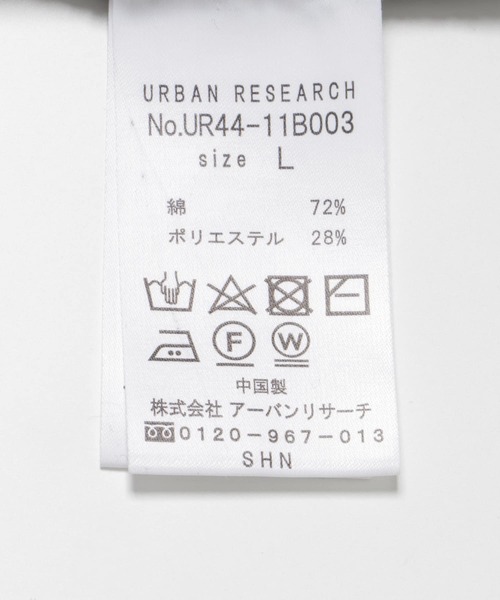 URBAN RESEARCH
No.UR44-11B003
size L
綿 72%
ポリエステル 28%
F W
中国製
株式会社 アーバンリサーチ
0120-967-013
SHN